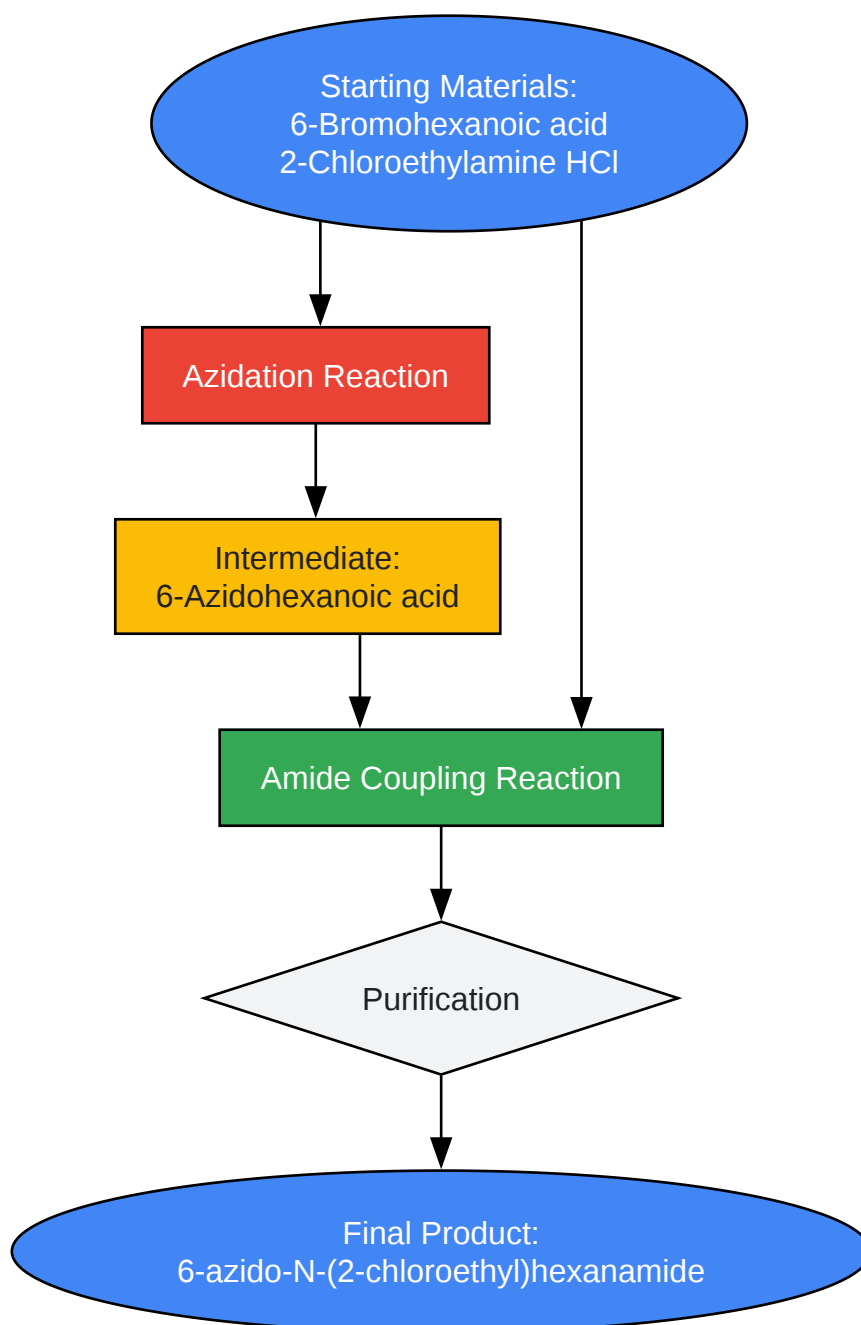 Starting Materials:
6-Bromohexanoic acid
2-Chloroethylamine HCl
Azidation Reaction
Intermediate:
6-Azidohexanoic acid
Amide Coupling Reaction
Purification
Final Product:
6-azido-N-(2-chloroethyl)hexanamide